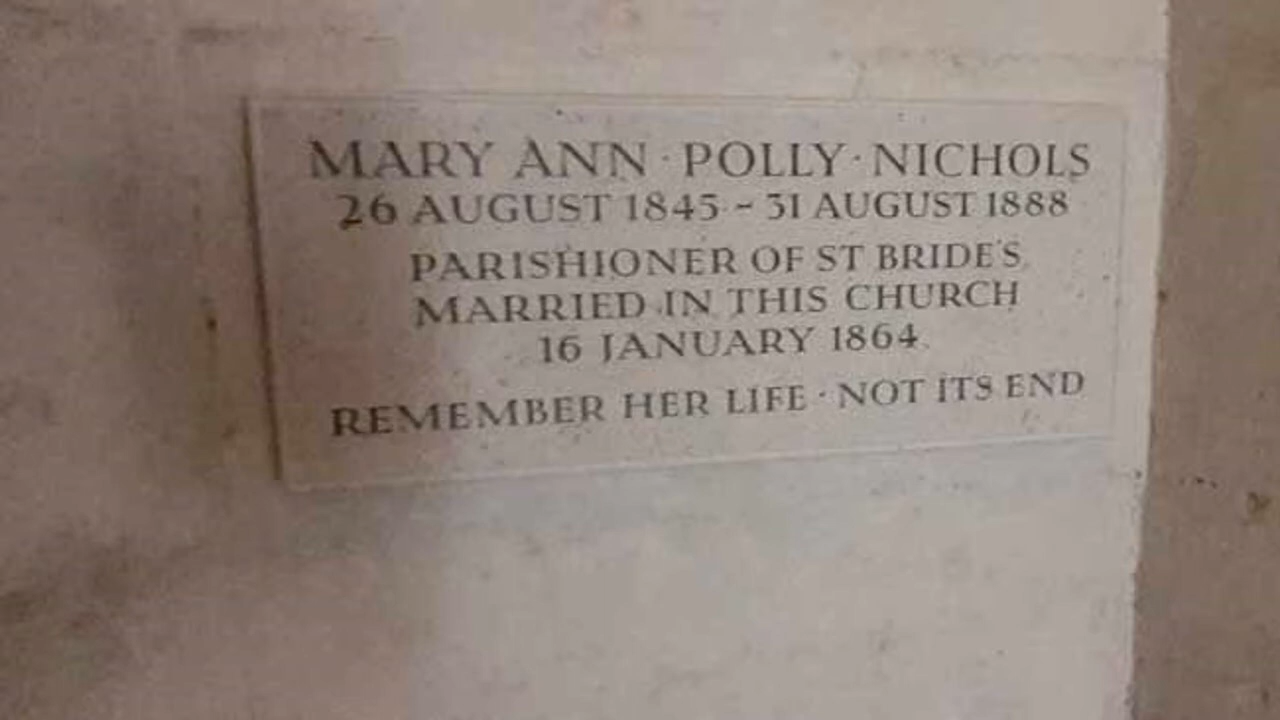 MARY ANN · POLLY · NICHOLS
26 AUGUST 1845 - 31 AUGUST 1888
PARISHIONER OF ST BRIDE'S
MARRIED IN THIS CHURCH
16 JANUARY 1864
REMEMBER HER LIFE · NOT ITS END